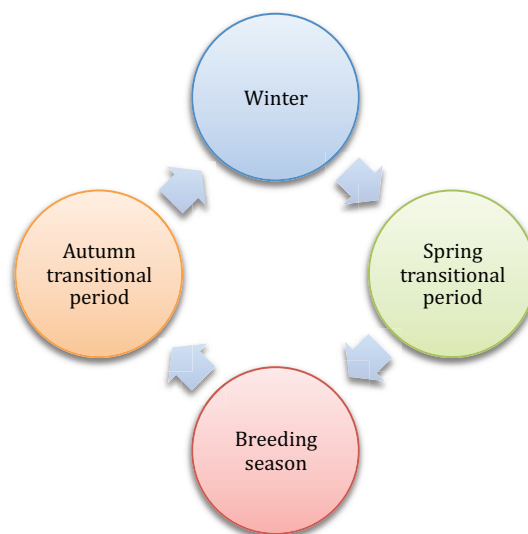 Winter
Autumn
transitional
period
Spring
transitional
period
Breeding
season